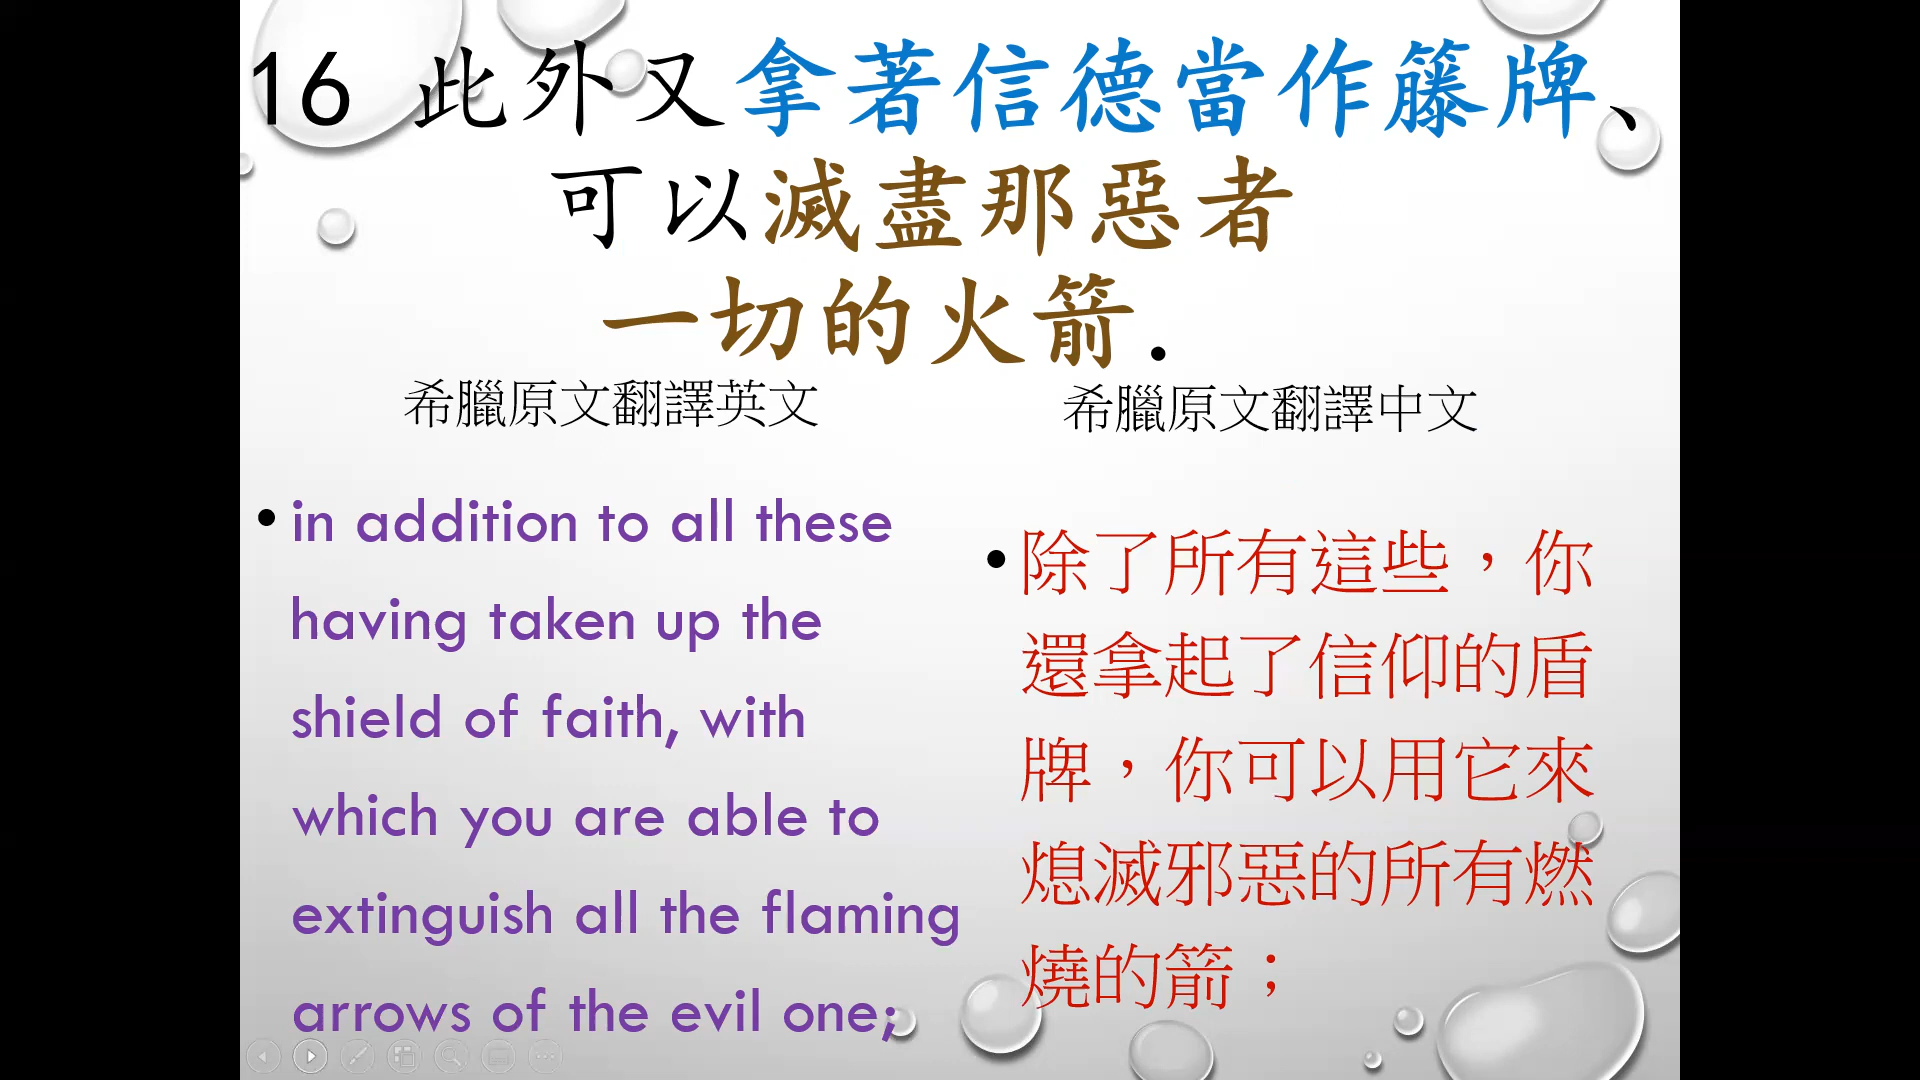 16 此外又拿著信德當作籐牌、
可以滅盡那惡者
一切的火箭.
希臘原文翻譯英文
• in addition to all these
having taken up the
shield of faith, with
which you are able to
extinguish all the flaming
arrows of the evil one;
希臘原文翻譯中文
• 除了所有這些，你
還拿起了信仰的盾
牌，你可以用它來
熄滅邪惡的所有燃
燒的箭；